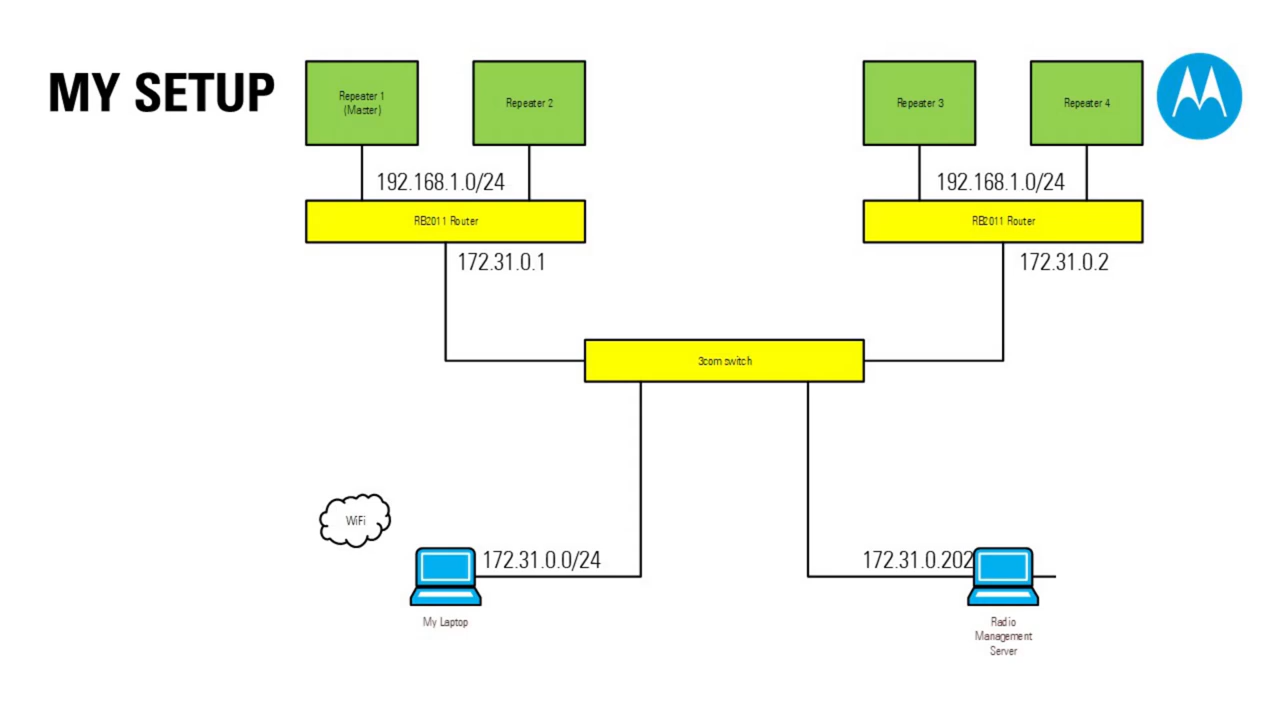 MY SETUP
Repeater 1
(Master)
Repeater 2
Repeater 3
Repeater 4
192.168.1.0/24
192.168.1.0/24
RB2011 Router
RB2011 Router
172.31.0.1
172.31.0.2
3com switch
WiFi
172.31.0.0/24
172.31.0.202
My Laptop
Radio
Management
Server